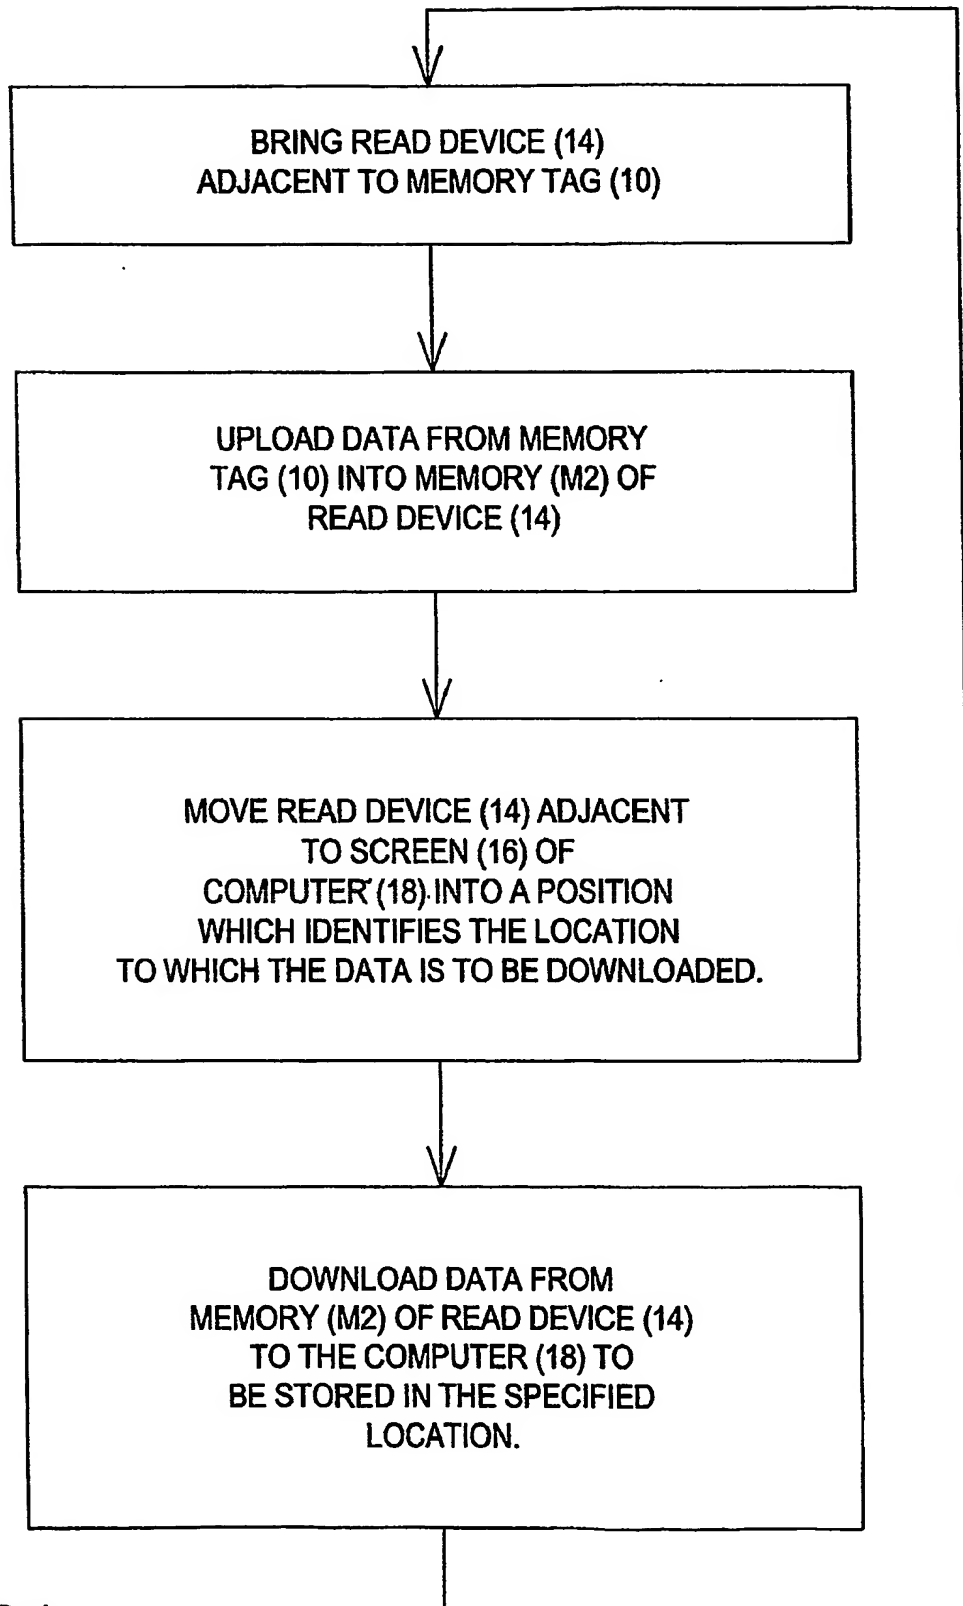 BRING READ DEVICE (14)
ADJACENT TO MEMORY TAG (10)
UPLOAD DATA FROM MEMORY
TAG (10) INTO MEMORY (M2) OF
READ DEVICE (14)
MOVE READ DEVICE (14) ADJACENT
TO SCREEN (16) OF
COMPUTER (18) INTO A POSITION
WHICH IDENTIFIES THE LOCATION
TO WHICH THE DATA IS TO BE DOWNLOADED.
DOWNLOAD DATA FROM
MEMORY (M2) OF READ DEVICE (14)
TO THE COMPUTER (18) TO
BE STORED IN THE SPECIFIED
LOCATION.